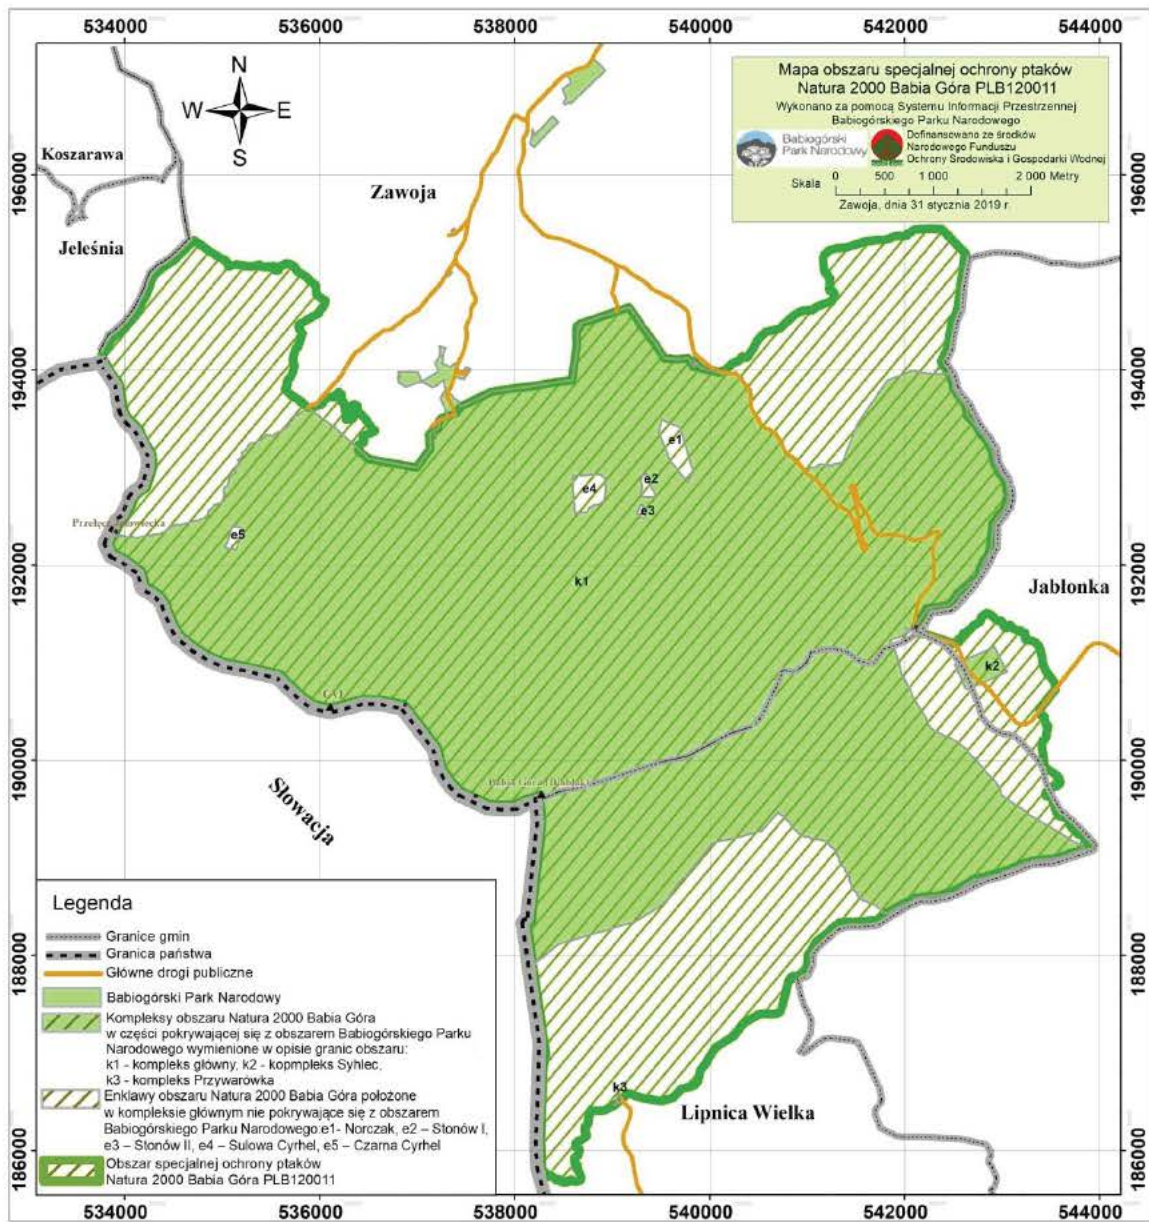 534000 536000 538000 540000 542000 544000
Mapa obszaru specjalnej ochrony ptaków
Natura 2000 Babia Góra PLB120011
Wykonano za pomocą Systemu Informacji Przestrzennej
Babiogórskiego Parku Narodowego
Babiogórski
Park Narodowy
Dofinansowano ze środków
Narodowego Funduszu
Ochrony Środowiska i Gospodarki Wodnej
Skala 0 500 1 000 2 000 Metry
Zawoja, dnia 31 stycznia 2019 r.
N
W E
S
Koszarawa
196000 196000
Zawoja
Jeleśnia
194000 194000
e1
e2
e4
e3
e5
192000 192000
k1
Jabłonka
k2
190000 190000
Słowacja
188000 188000
k3
Lipnica Wielka
186000 186000
Legenda
Granice gmin
Granica państwa
Główne drogi publiczne
Babiogórski Park Narodowy
Kompleksy obszaru Natura 2000 Babia Góra
w części pokrywającej się z obszarem Babiogórskiego Parku
Narodowego wymienione w opisie granic obszaru:
k1 - kompleks główny, k2 - kopmpleks Syhlec,
k3 - kompleks Przywarówka
Enklawy obszaru Natura 2000 Babia Góra położone
w kompleksie głównym nie pokrywające się z obszarem
Babiogórskiego Parku Narodowego:e1- Norczak, e2 – Stonów I,
e3 – Stonów II, e4 – Sulowa Cyrhel, e5 – Czarna Cyrhel
Obszar specjalnej ochrony ptaków
Natura 2000 Babia Góra PLB120011
534000 536000 538000 540000 542000 544000